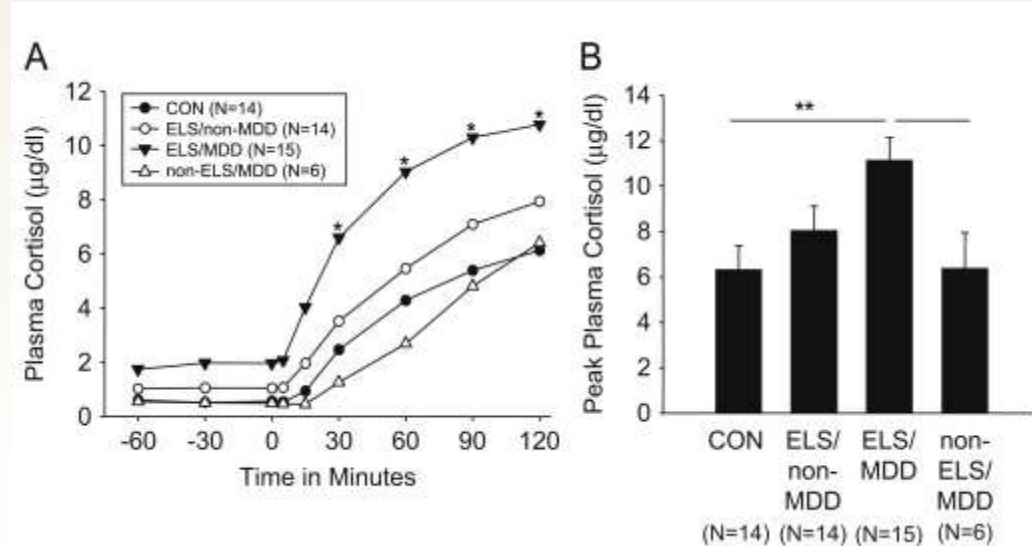 A
Plasma Cortisol (µg/dl)
12
10
8
6
4
2
0
CON (N=14)
ELS/non-MDD (N=14)
ELS/MDD (N=15)
non-ELS/MDD (N=6)
*
*
*
*
-60 -30 0 30 60 90 120
Time in Minutes
B
Peak Plasma Cortisol (µg/dl)
14
12
10
8
6
4
2
0
**
CON ELS/ ELS/ non-
non- MDD ELS/
MDD MDD
(N=14) (N=14) (N=15) (N=6)